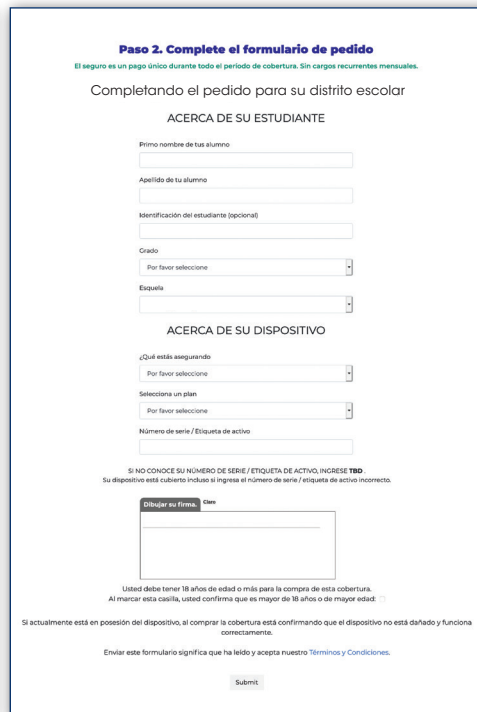 Paso 2. Complete el formulario de pedido
El seguro es un pago único durante todo el período de cobertura. Sin cargos recurrentes mensuales.
Completando el pedido para su distrito escolar
ACERCA DE SU ESTUDIANTE
Primo nombre de tus alumno
Apellido de tu alumno
Identificación del estudiante (opcional)
Grado
Por favor seleccione
Esquela
ACERCA DE SU DISPOSITIVO
¿Qué estás asegurando
Por favor seleccione
Selecciona un plan
Por favor seleccione
Número de serie / Etiqueta de activo
SI NO CONOCE SU NÚMERO DE SERIE / ETIQUETA DE ACTIVO, INGRESE TBD .
Su dispositivo está cubierto incluso si ingresa el número de serie / etiqueta de activo incorrecto.
Dibujar su firma. Claro
Usted debe tener 18 años de edad o más para la compra de esta cobertura.
Al marcar esta casilla, usted confirma que es mayor de 18 años o de mayor edad:
Si actualmente está en posesión del dispositivo, al comprar la cobertura está confirmando que el dispositivo no está dañado y funciona
correctamente.
Enviar este formulario significa que ha leído y acepta nuestro Términos y Condiciones.
Submit